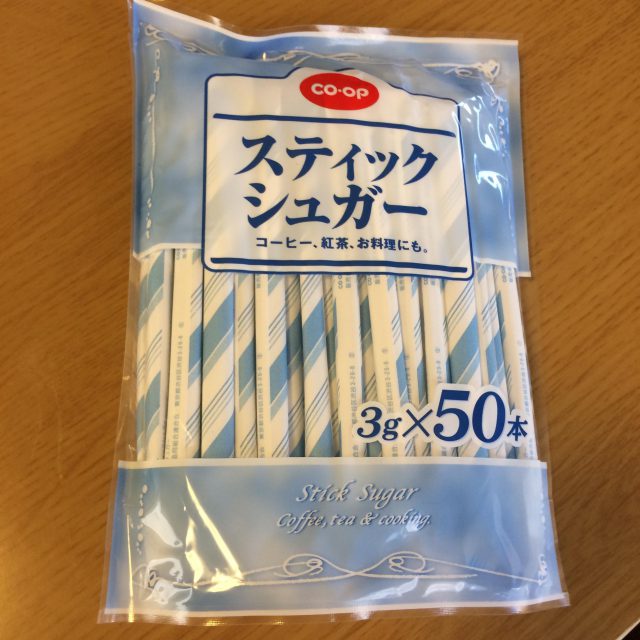 CO-OP
スティック
シュガー
コーヒー、紅茶、お料理にも。
3g×50本
Stick Sugar
Coffee, tea & cooking.